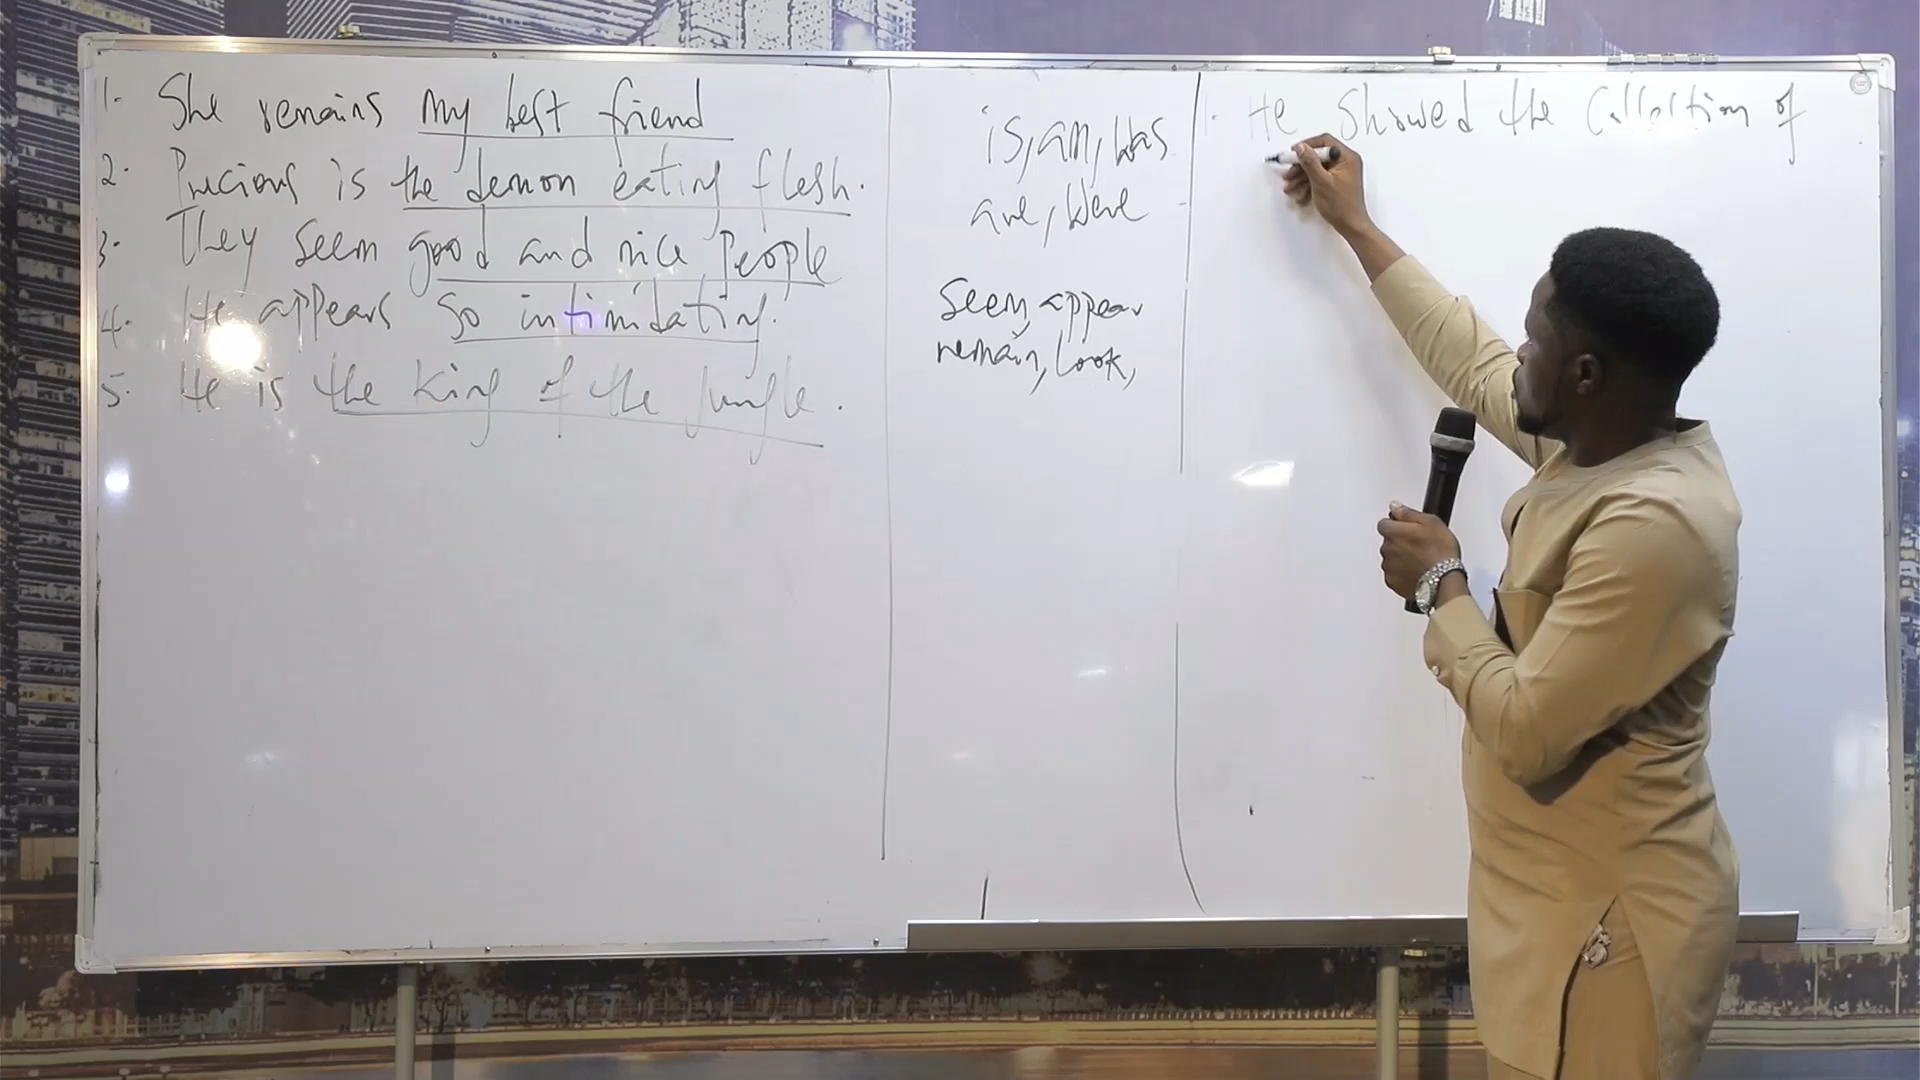 1. She remains my best friend
2. Precious is the demon eating flesh.
3. They seem good and nice people
4. He appears so intimidating.
5. He is the king of the jungle.
is, am, was
are, were
seem, appear
remain, look,
1. He showed the collection of